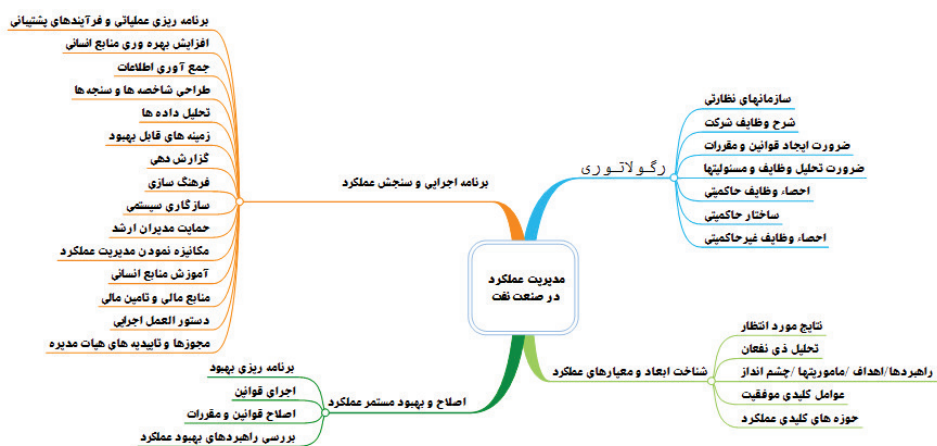 مدیریت عملکرد
در صنعت نفت
رگولاتوری
سازمانهای نظارتی
شرح وظایف شرکت
ضرورت ایجاد قوانین و مقررات
ضرورت تحلیل وظایف و مسئولیتها
احصاء وظایف حاکمیتی
ساختار حاکمیتی
احصاء وظایف غیرحاکمیتی
شناخت ابعاد و معیارهای عملکرد
نتایج مورد انتظار
تحلیل ذی نفعان
راهبردها/اهداف /ماموریتها /چشم انداز
عوامل کلیدی موفقیت
حوزه های کلیدی عملکرد
برنامه اجرایی و سنجش عملکرد
برنامه ریزی عملیاتی و فرآیندهای پشتیبانی
افزایش بهره وری منابع انسانی
جمع آوری اطلاعات
طراحی شاخصه ها و سنجه ها
تحلیل داده ها
زمینه های قابل بهبود
گزارش دهی
فرهنگ سازی
سازگاری سیستمی
حمایت مدیران ارشد
مکانیزه نمودن مدیریت عملکرد
آموزش منابع انسانی
منابع مالی و تامین مالی
دستور العمل اجرایی
مجوزها و تاییدیه های هیات مدیره
اصلاح و بهبود مستمر عملکرد
برنامه ریزی بهبود
اجرای قوانین
اصلاح قوانین و مقررات
بررسی راهبردهای بهبود عملکرد